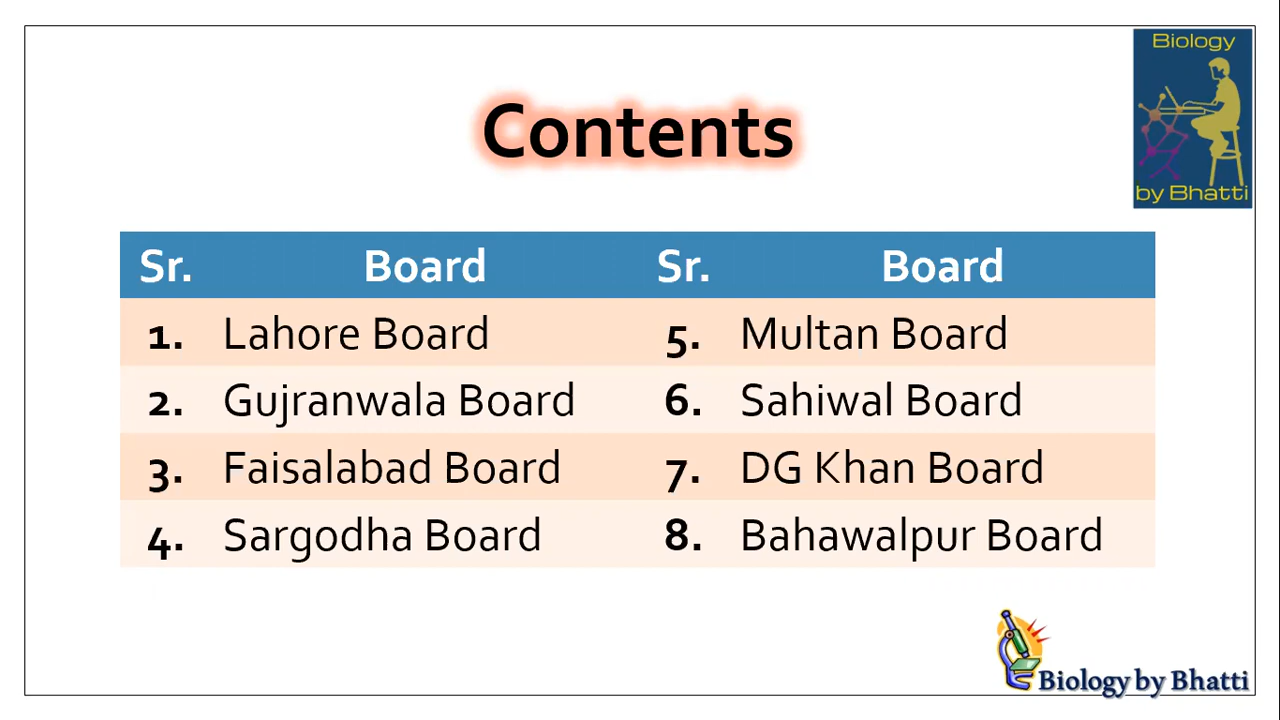 Biology
by Bhatti
Contents
Sr. Board Sr. Board
1. Lahore Board 5. Multan Board
2. Gujranwala Board 6. Sahiwal Board
3. Faisalabad Board 7. DG Khan Board
4. Sargodha Board 8. Bahawalpur Board
Biology by Bhatti